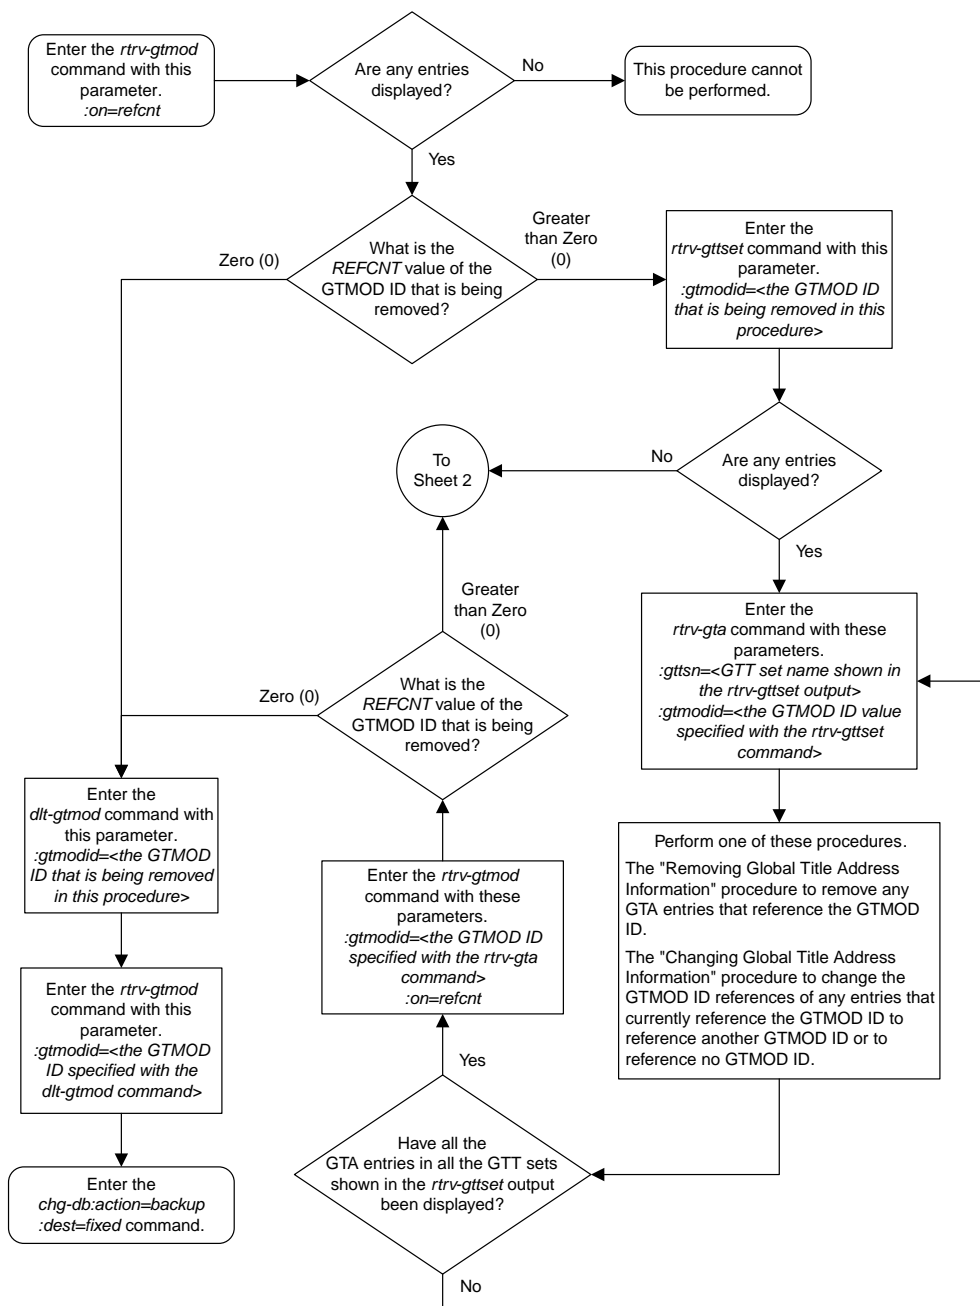 Enter the rtrv-gtmod
command with this
parameter.
:on=refcnt
Are any entries
displayed?
No
This procedure cannot
be performed.
Yes
What is the
REFCNT value of the
GTMOD ID that is being
removed?
Zero (0)
Greater
than Zero
(0)
Enter the
rtrv-gttset command with this
parameter.
:gtmodid=<the GTMOD ID
that is being removed in this
procedure>
Are any entries
displayed?
No
To
Sheet 2
Yes
Enter the
rtrv-gta command with these
parameters.
:gttsn=<GTT set name shown in
the rtrv-gttset output>
:gtmodid=<the GTMOD ID value
specified with the rtrv-gttset
command>
Greater
than Zero
(0)
What is the
REFCNT value of the
GTMOD ID that is being
removed?
Zero (0)
Enter the
dlt-gtmod command with
this parameter.
:gtmodid=<the GTMOD
ID that is being removed
in this procedure>
Perform one of these procedures.
The "Removing Global Title Address
Information" procedure to remove any
GTA entries that reference the GTMOD
ID.
The "Changing Global Title Address
Information" procedure to change the
GTMOD ID references of any entries that
currently reference the GTMOD ID to
reference another GTMOD ID or to
reference no GTMOD ID.
Enter the rtrv-gtmod
command with these
parameters.
:gtmodid=<the GTMOD ID
specified with the rtrv-gta
command>
:on=refcnt
Enter the rtrv-gtmod
command with this
parameter.
:gtmodid=<the GTMOD
ID specified with the
dlt-gtmod command>
Yes
Have all the
GTA entries in all the GTT sets
shown in the rtrv-gttset output
been displayed?
Enter the
chg-db:action=backup
:dest=fixed command.
No